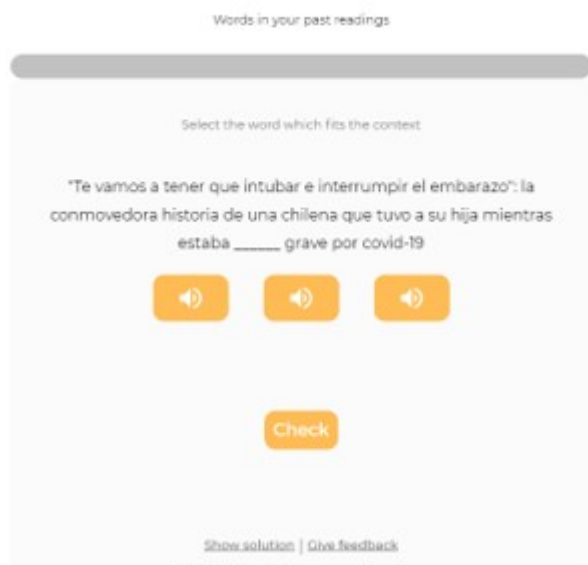 Words in your past readings
Select the word which fits the context
"Te vamos a tener que intubar e interrumpir el embarazo": la
conmovedora historia de una chilena que tuvo a su hija mientras
estaba ______ grave por covid-19
Check
Show solution | Give feedback